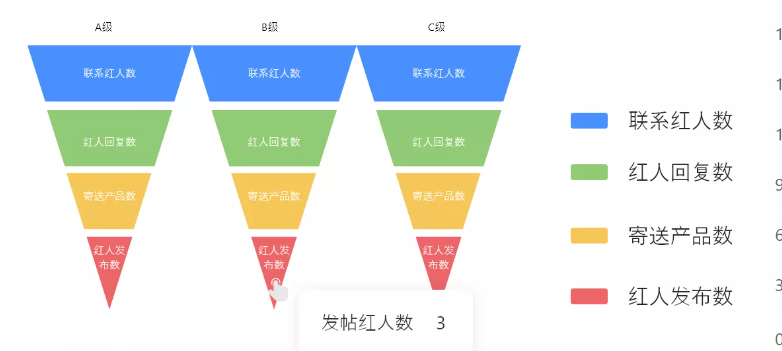 A级
B级
C级
联系红人数
联系红人数
联系红人数
红人回复数
红人回复数
红人回复数
寄送产品数
寄送产品数
寄送产品数
红人发
布数
红人发
布数
红人发
布数
发帖红人数 3
联系红人数
红人回复数
寄送产品数
红人发布数
1
1
1
9
6
3
0